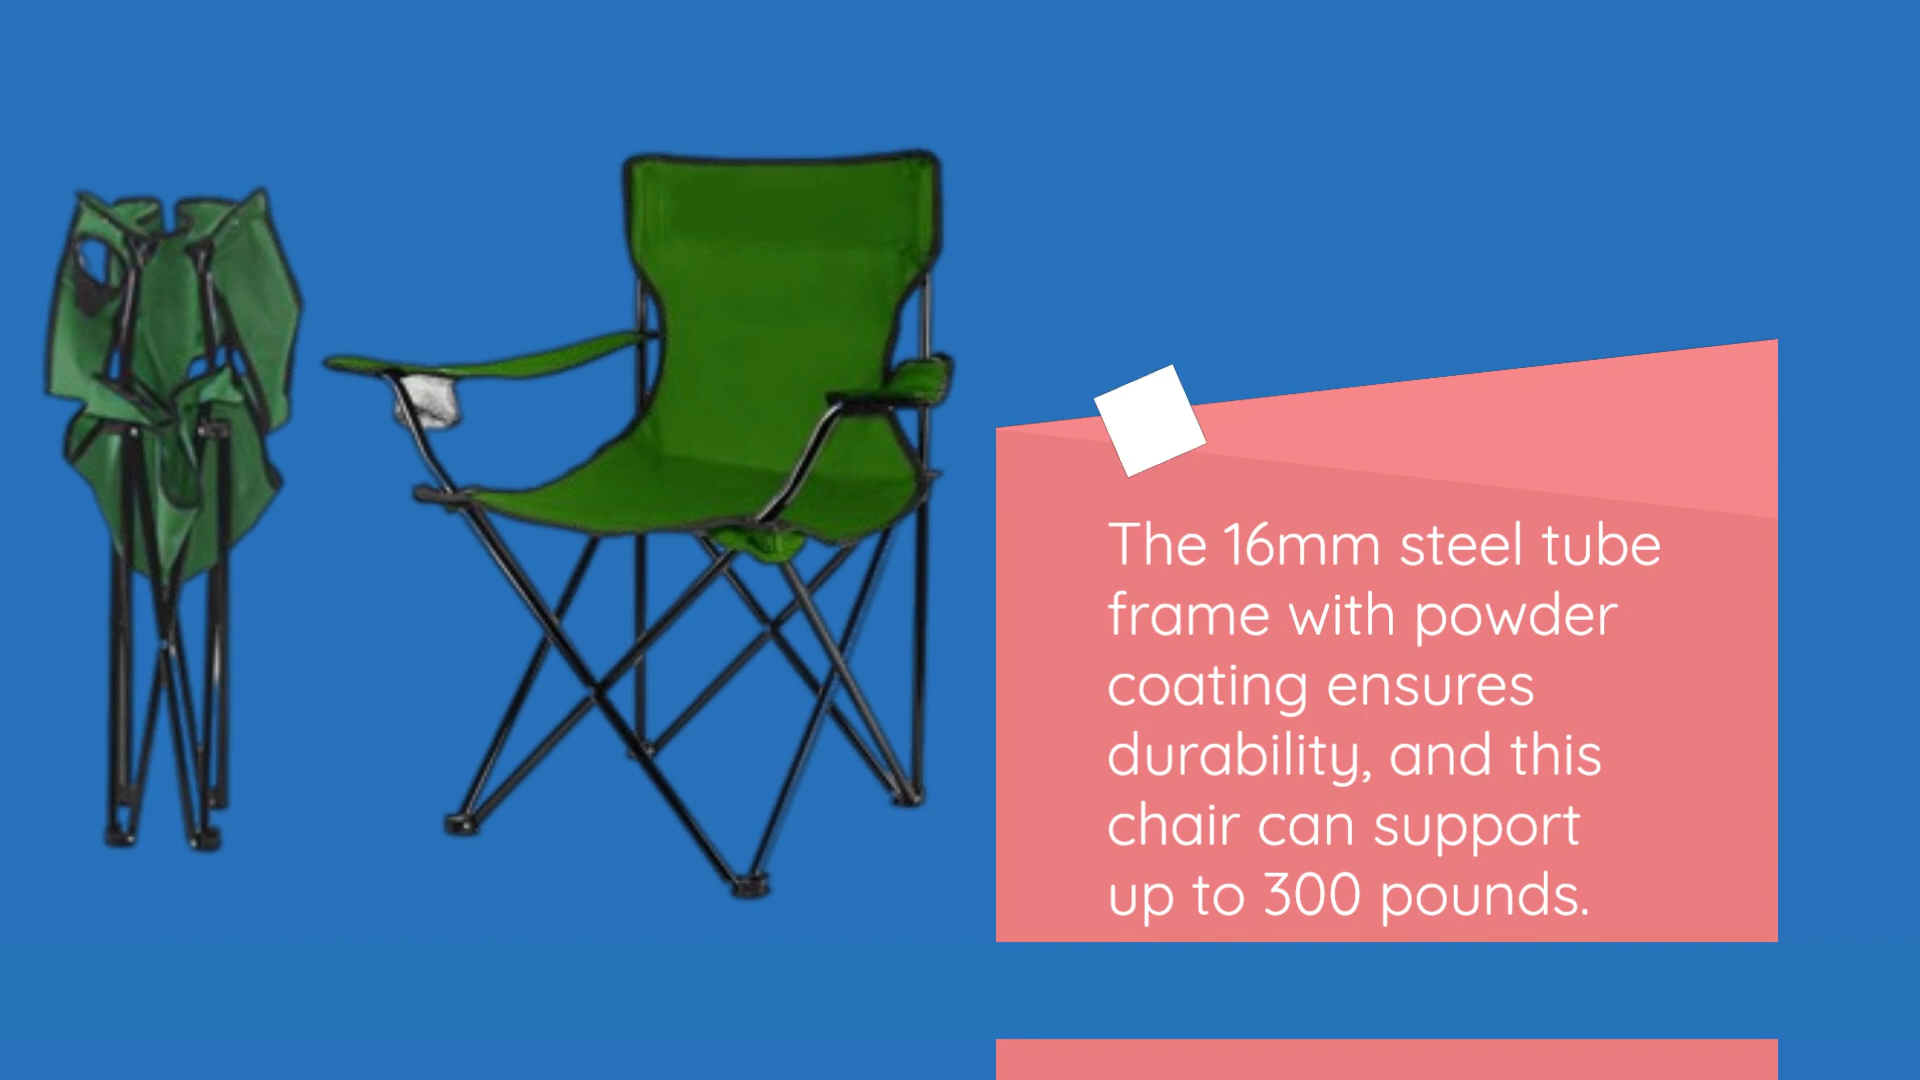 The 16mm steel tube
frame with powder
coating ensures
durability, and this
chair can support
up to 300 pounds.